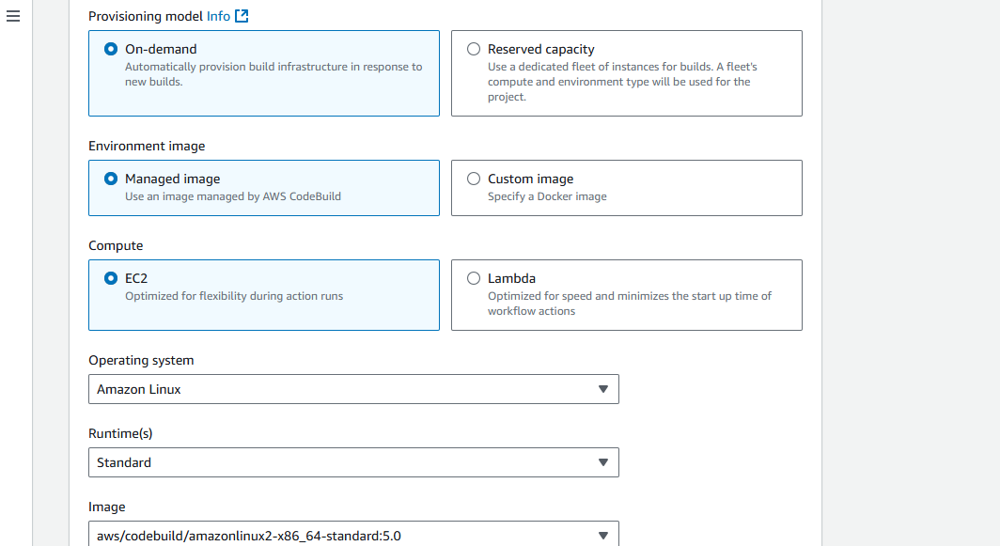 Provisioning model Info
On-demand
Automatically provision build infrastructure in response to
new builds.
Reserved capacity
Use a dedicated fleet of instances for builds. A fleet's
compute and environment type will be used for the
project.
Environment image
Managed image
Use an image managed by AWS CodeBuild
Custom image
Specify a Docker image
Compute
EC2
Optimized for flexibility during action runs
Lambda
Optimized for speed and minimizes the start up time of
workflow actions
Operating system
Amazon Linux
Runtime(s)
Standard
Image
aws/codebuild/amazonlinux2-x86_64-standard:5.0